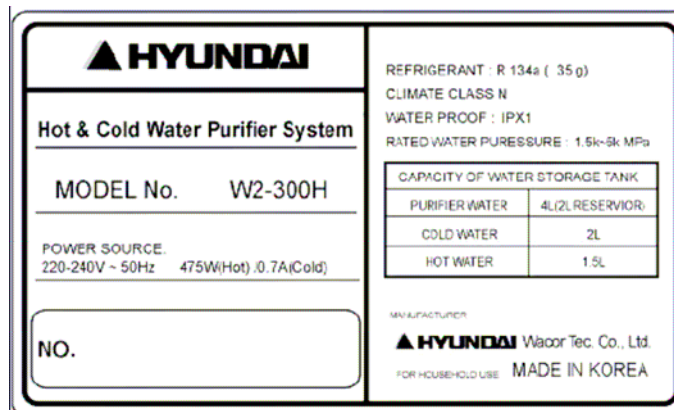 HYUNDAI
Hot & Cold Water Purifier System
MODEL No. W2-300H
POWER SOURCE.
220-240V ~ 50Hz 475W(Hot) /0.7A(Cold)
NO.
REFRIGERANT : R 134a ( 35 g)
CLIMATE CLASS N
WATER PROOF : IPX1
RATED WATER PURESSURE : 1.5k~5k MPa
CAPACITY OF WATER STORAGE TANK
PURIFIER WATER 4L(2L RESERVIOR)
COLD WATER 2L
HOT WATER 1.5L
MANUFACTURER
HYUNDAI Wacor Tec. Co., Ltd.
FOR HOUSEHOLD USE MADE IN KOREA